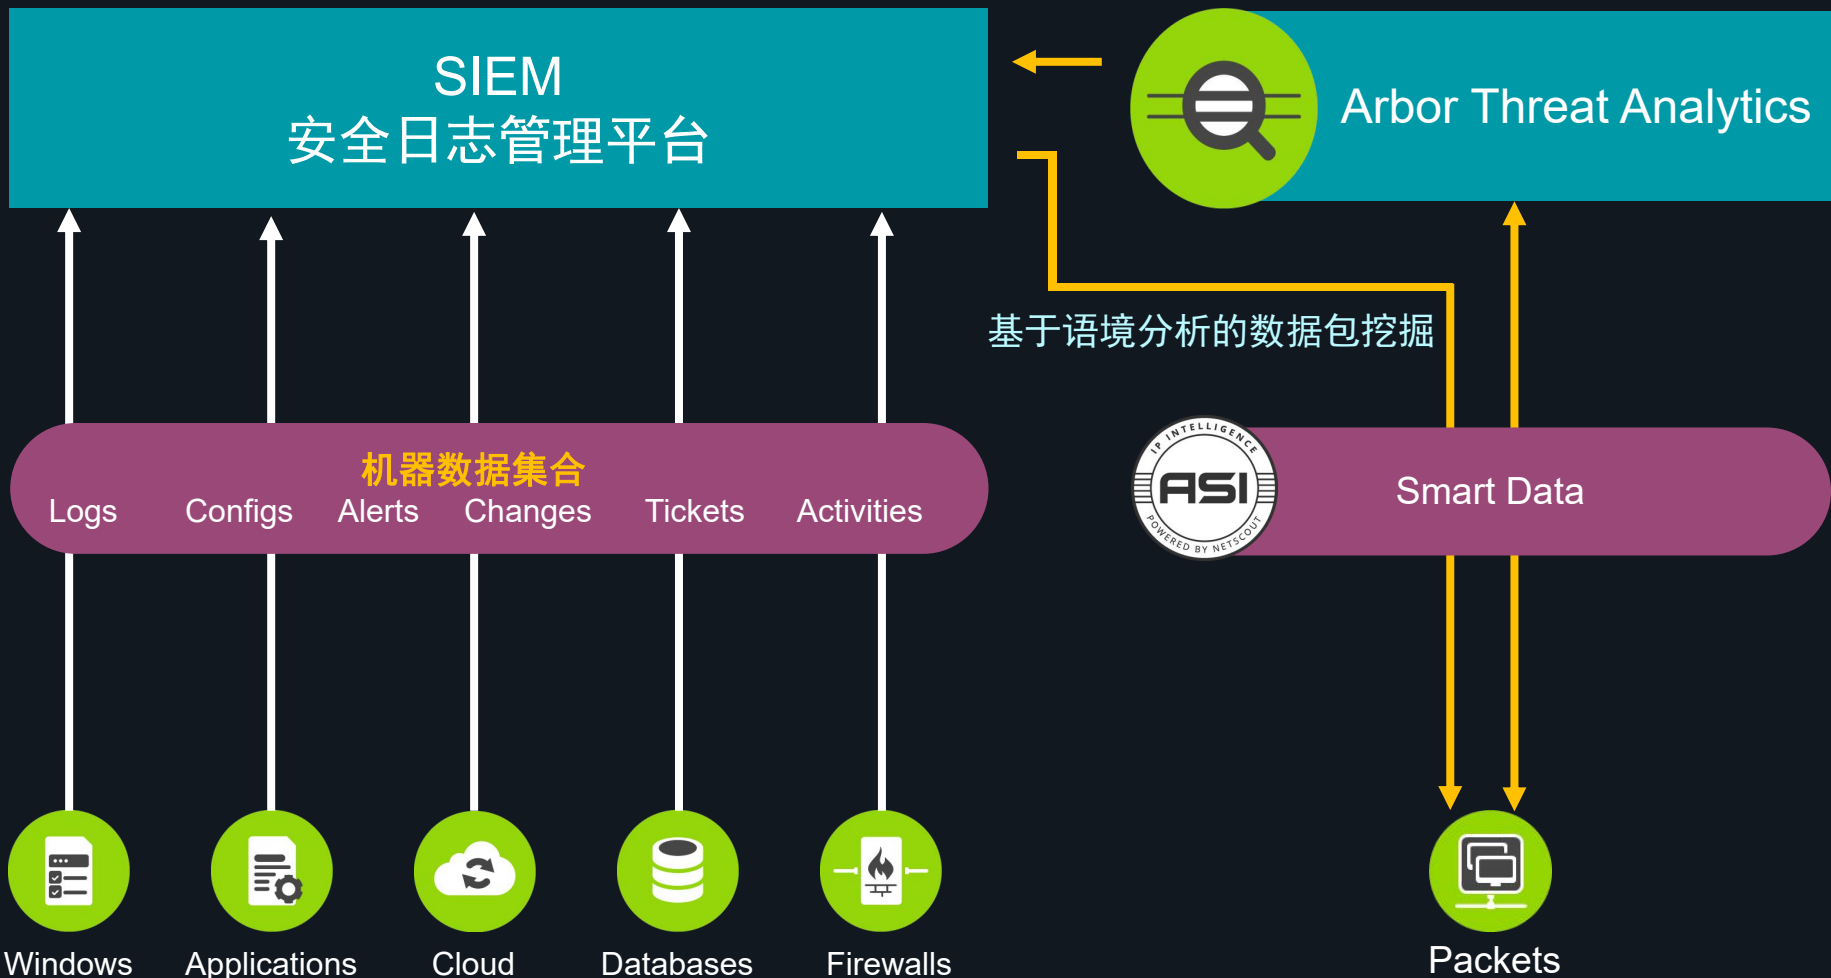 SIEM
安全日志管理平台
Arbor Threat Analytics
基于语境分析的数据包挖掘
机器数据集合
Logs Configs Alerts Changes Tickets Activities
IP INTELLIGENCE
ASI
POWERED BY NETSCOUT
Smart Data
Windows Applications Cloud Databases Firewalls Packets